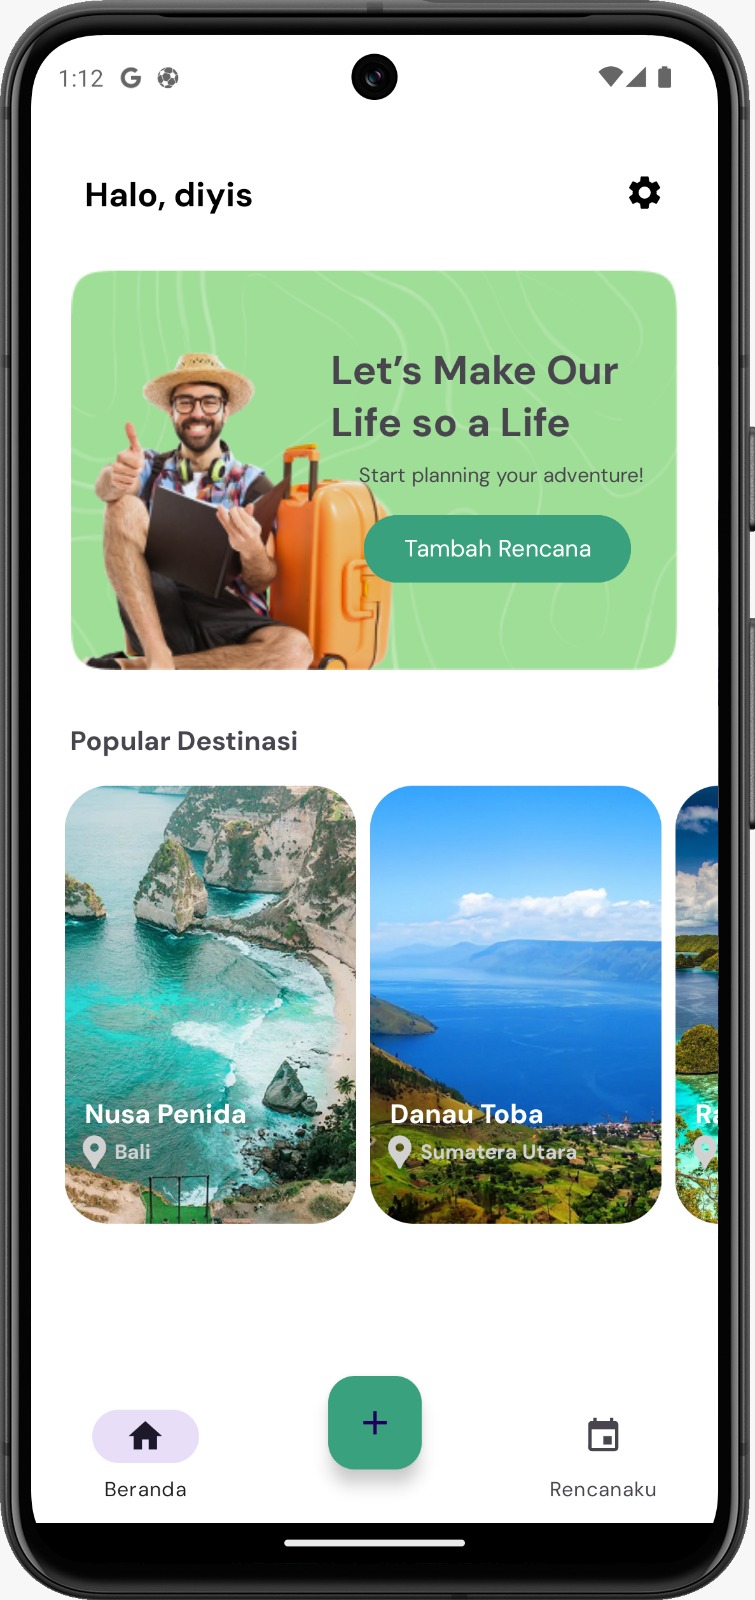 1:12
Halo, diyis
Let's Make Our
Life so a Life
Start planning your adventure!
Tambah Rencana
Popular Destinasi
Nusa Penida
Bali
Danau Toba
Sumatera Utara
Ra
Beranda
Rencanaku